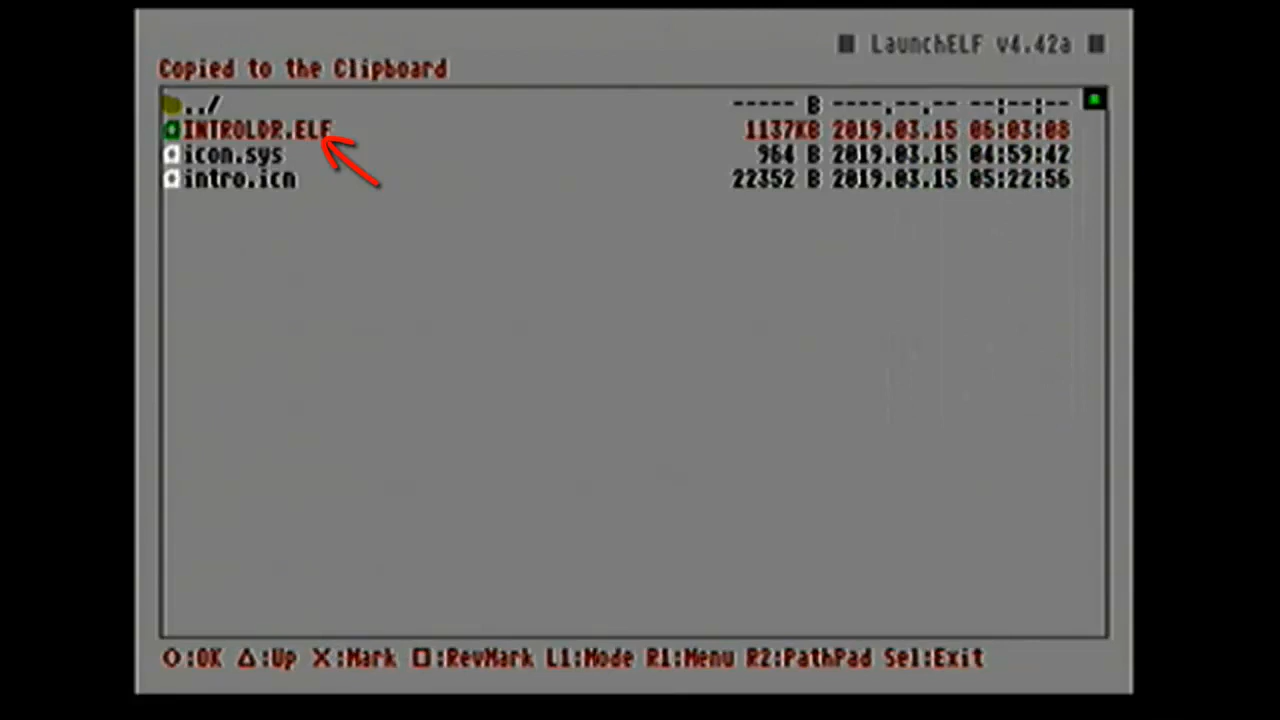 LaunchELF v4.42a
Copied to the Clipboard
../ ----- B ----.--.-- --:--:--
INTROLDR.ELF 1137KB 2019.03.15 06:03:08
icon.sys 964 B 2019.03.15 04:59:42
intro.icn 22352 B 2019.03.15 05:22:56
O:OK △:Up X:Mark □:RevMark L1:Mode R1:Menu R2:PathPad Sel:Exit